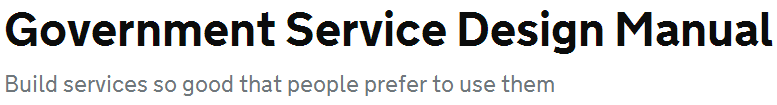 Government Service Design Manual
Build services so good that people prefer to use them